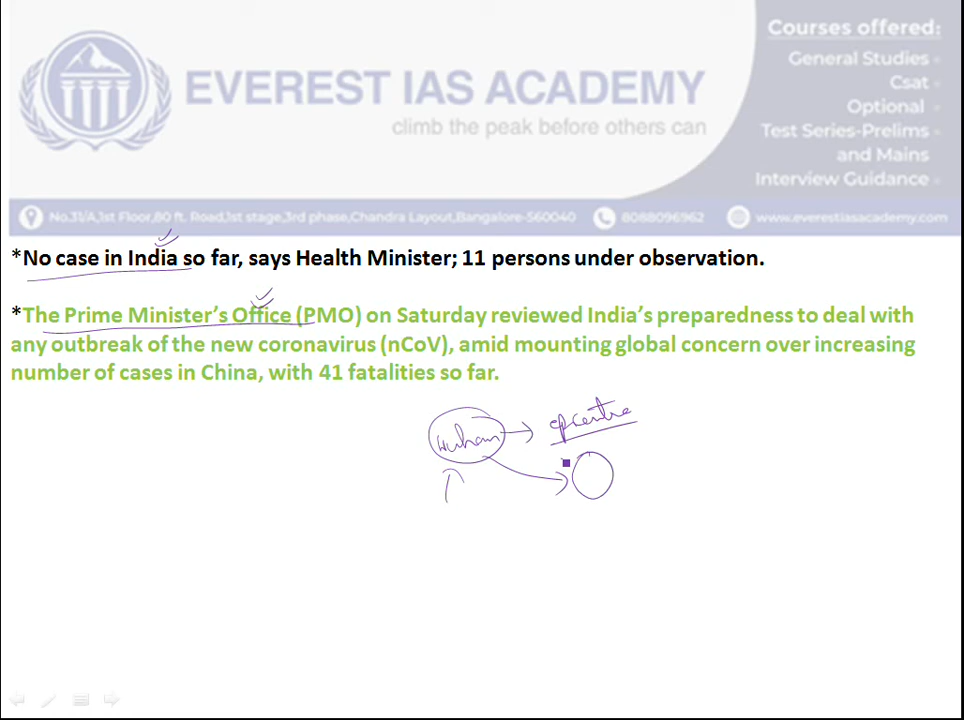 Courses offered:
General Studies
Csat
Optional
Test Series-Prelims
and Mains
Interview Guidance
EVEREST IAS ACADEMY
climb the peak before others can
No.31/A,1st Floor,80 ft. Road,1st stage,3rd phase,Chandra Layout,Bangalore-560040
8088096962
www.everestiasacademy.com
*No case in India so far, says Health Minister; 11 persons under observation.
*The Prime Minister’s Office (PMO) on Saturday reviewed India’s preparedness to deal with
any outbreak of the new coronavirus (nCoV), amid mounting global concern over increasing
number of cases in China, with 41 fatalities so far.
wuhan
epcentre